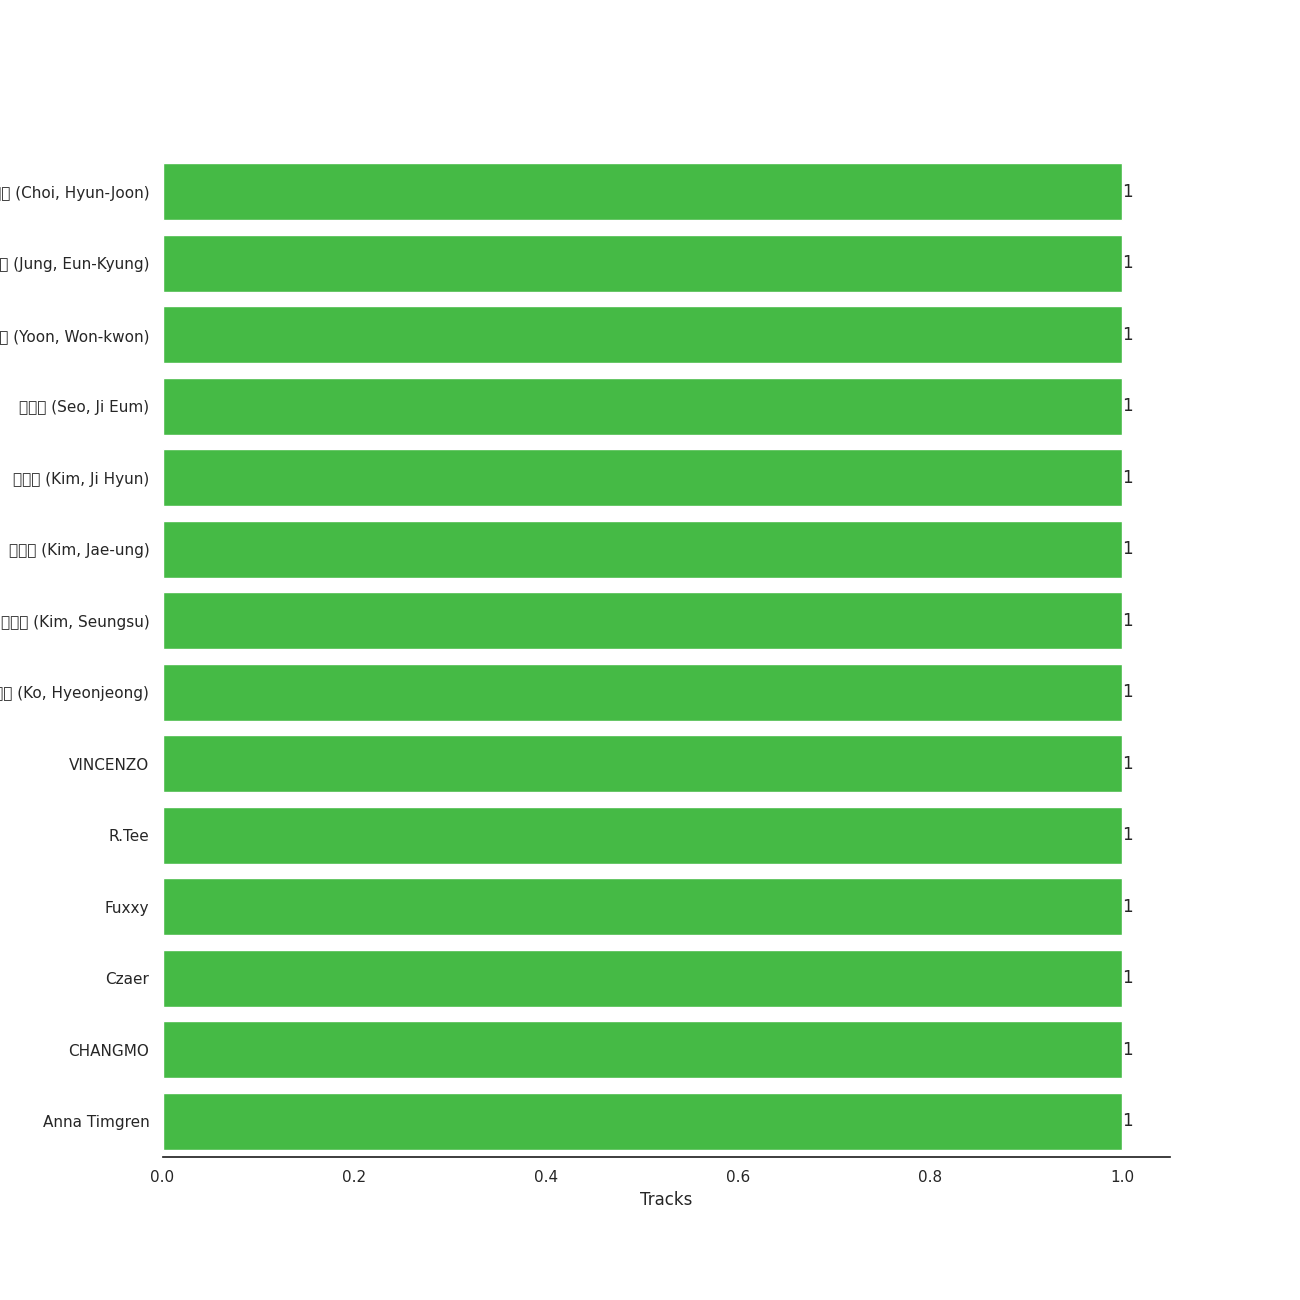 (Choi, Hyun-Joon) 1
(Jung, Eun-Kyung) 1
(Yoon, Won-kwon) 1
(Seo, Ji Eum) 1
(Kim, Ji Hyun) 1
(Kim, Jae-ung) 1
(Kim, Seungsu) 1
(Ko, Hyeonjeong) 1
VINCENZO 1
R.Tee 1
Fuxxy 1
Czaer 1
CHANGMO 1
Anna Timgren 1
0.0 0.2 0.4 0.6 0.8 1.0
Tracks